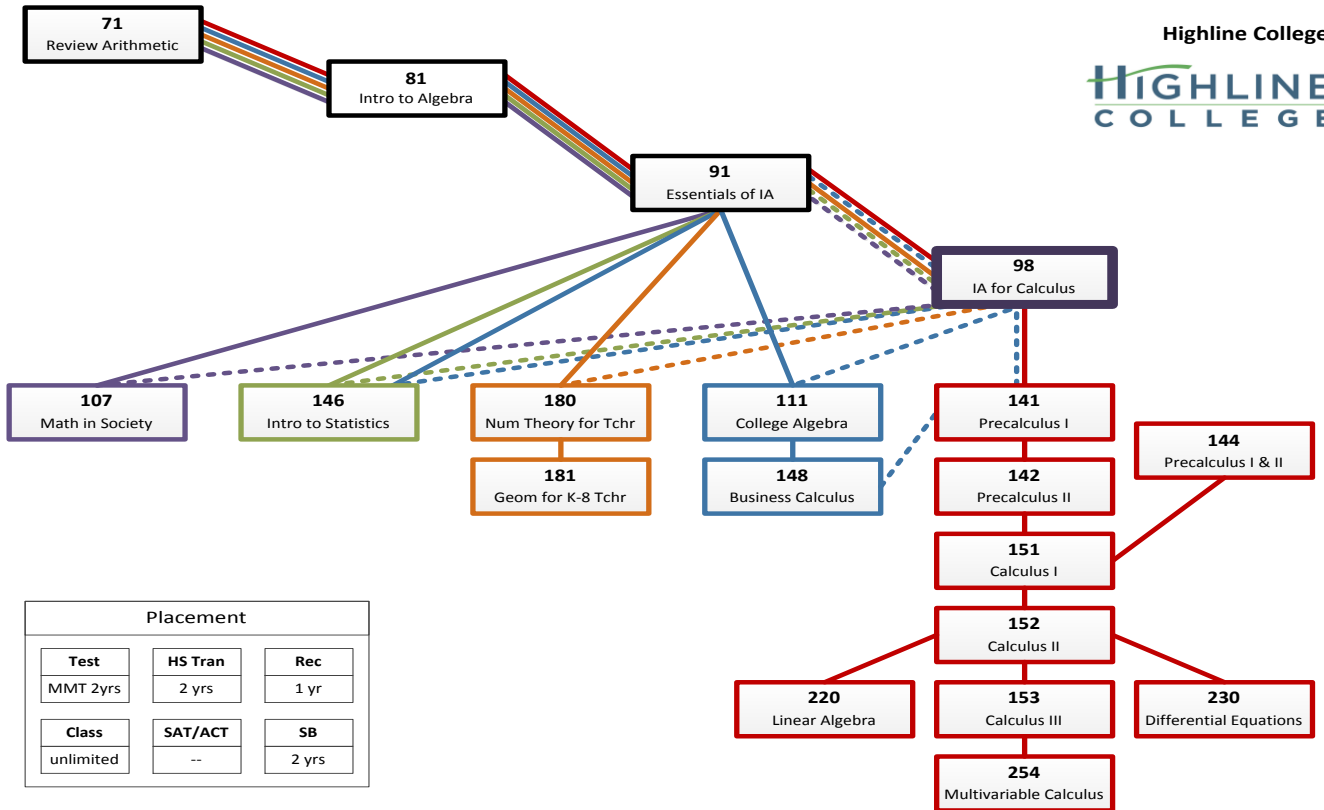 71
Review Arithmetic
Highline College
HIGHLINE
COLLEGE
81
Intro to Algebra
91
Essentials of IA
98
IA for Calculus
107
Math in Society
146
Intro to Statistics
180
Num Theory for Tchr
111
College Algebra
141
Precalculus I
144
Precalculus I & II
181
Geom for K-8 Tchr
148
Business Calculus
142
Precalculus II
151
Calculus I
152
Calculus II
220
Linear Algebra
153
Calculus III
230
Differential Equations
254
Multivariable Calculus
Placement
Test
HS Tran
Rec
MMT 2yrs
2 yrs
1 yr
Class
SAT/ACT
SB
unlimited
--
2 yrs